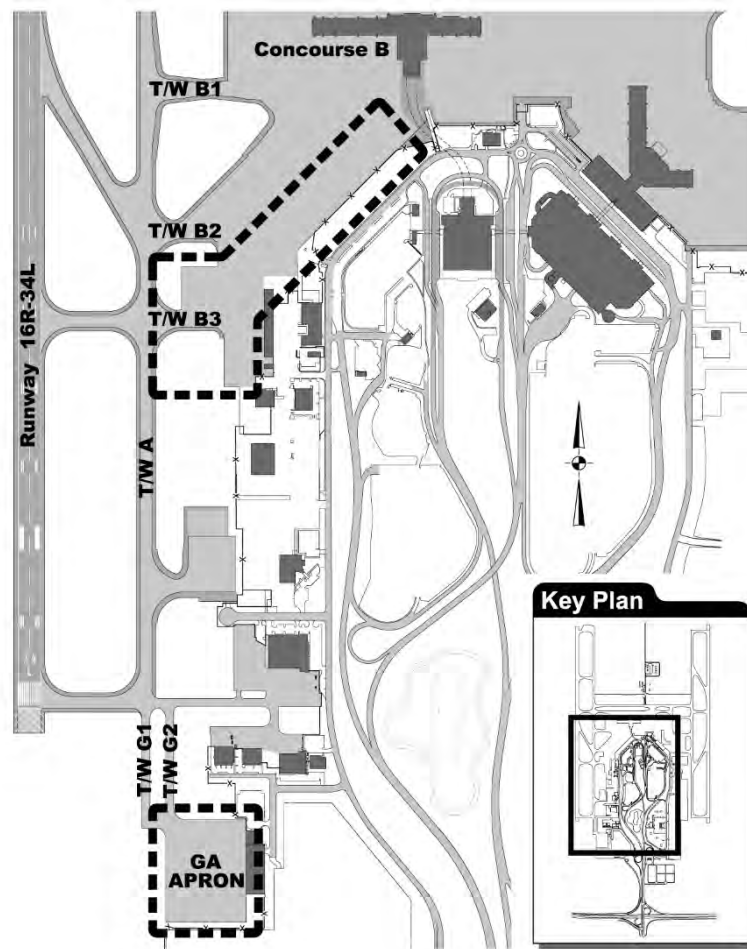 Concourse B
T/W B1
T/W B2
T/W B3
Runway 16R-34L
T/W A
Key Plan
T/W G1
T/W G2
GA
APRON